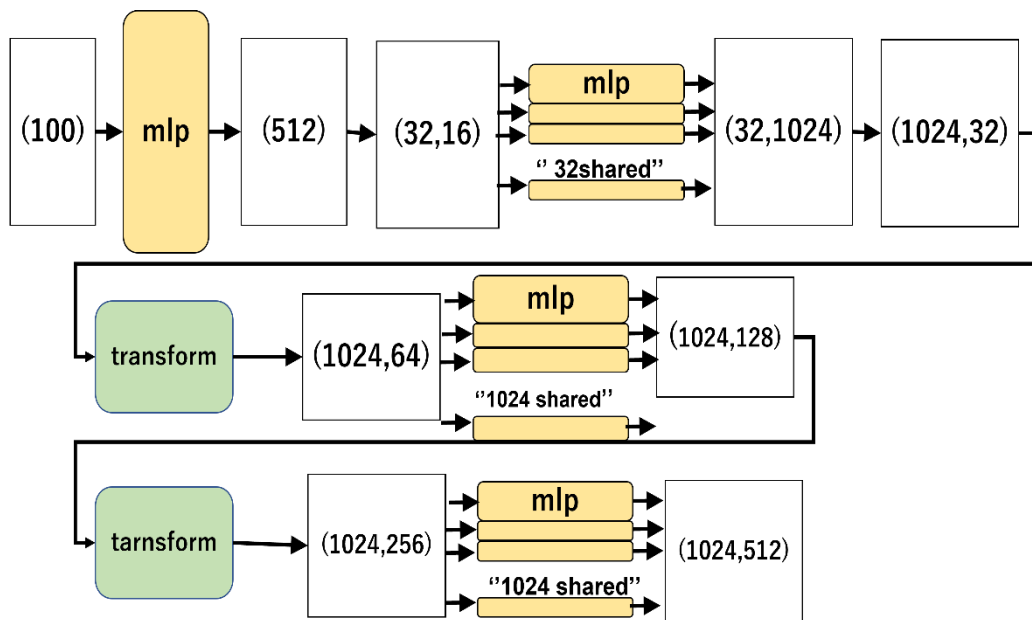 (100)
mlp
(512)
(32,16)
mlp
‘’ 32shared’’
(32,1024)
(1024,32)
transform
(1024,64)
mlp
‘’1024 shared’’
(1024,128)
tarnsform
(1024,256)
mlp
‘’1024 shared’’
(1024,512)